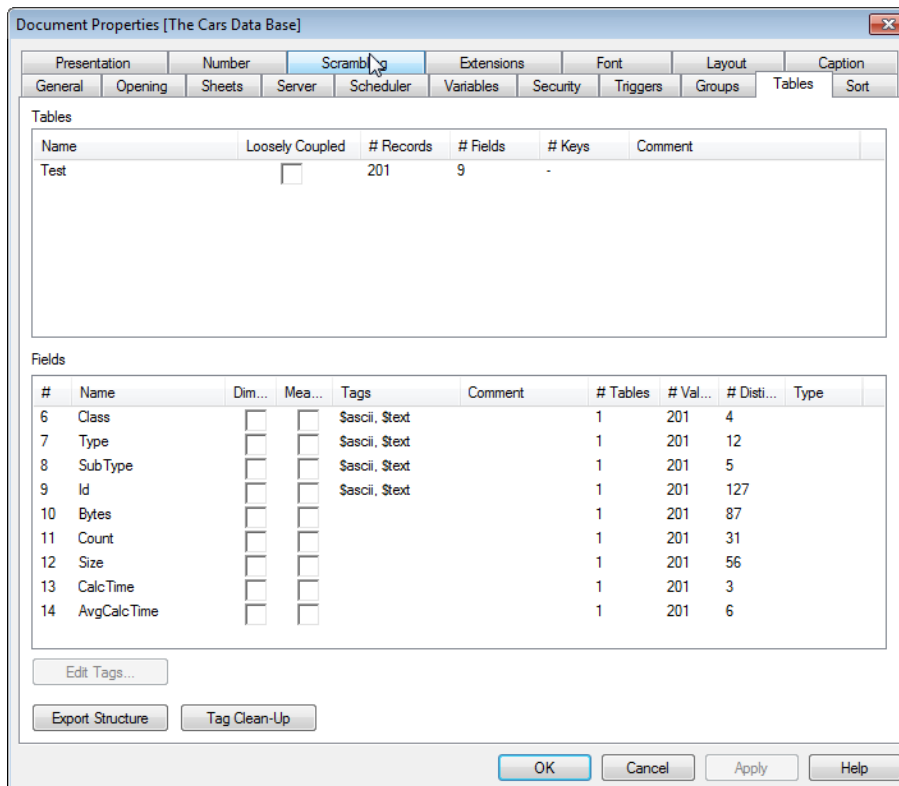 Document Properties [The Cars Data Base]
Presentation Number Scrambling Extensions Font Layout Caption
General Opening Sheets Server Scheduler Variables Security Triggers Groups Tables Sort
Tables
Name Loosely Coupled # Records # Fields # Keys Comment
Test 201 9 -
Fields
# Name Dim... Mea... Tags Comment # Tables # Val... # Disti... Type
6 Class $ascii, $text 1 201 4
7 Type $ascii, $text 1 201 12
8 SubType $ascii, $text 1 201 5
9 Id $ascii, $text 1 201 127
10 Bytes 1 201 87
11 Count 1 201 31
12 Size 1 201 56
13 CalcTime 1 201 3
14 AvgCalcTime 1 201 6
Edit Tags...
Export Structure Tag Clean-Up
OK Cancel Apply Help